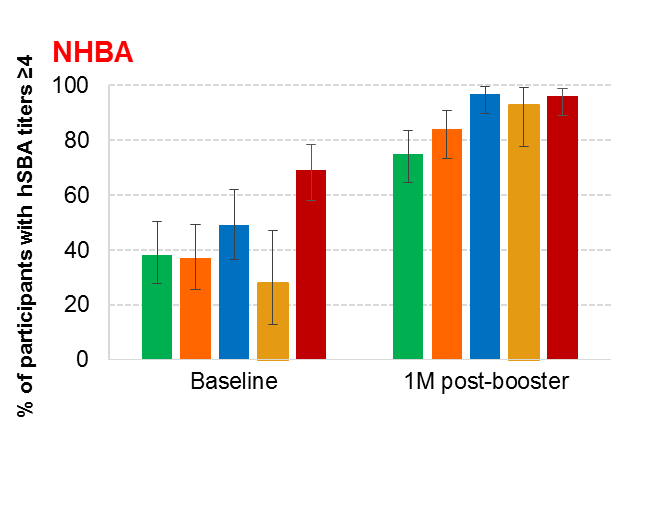 NHBA
% of participants with hSBA titers ≥4
100
80
60
40
20
0
Baseline
1M post-booster